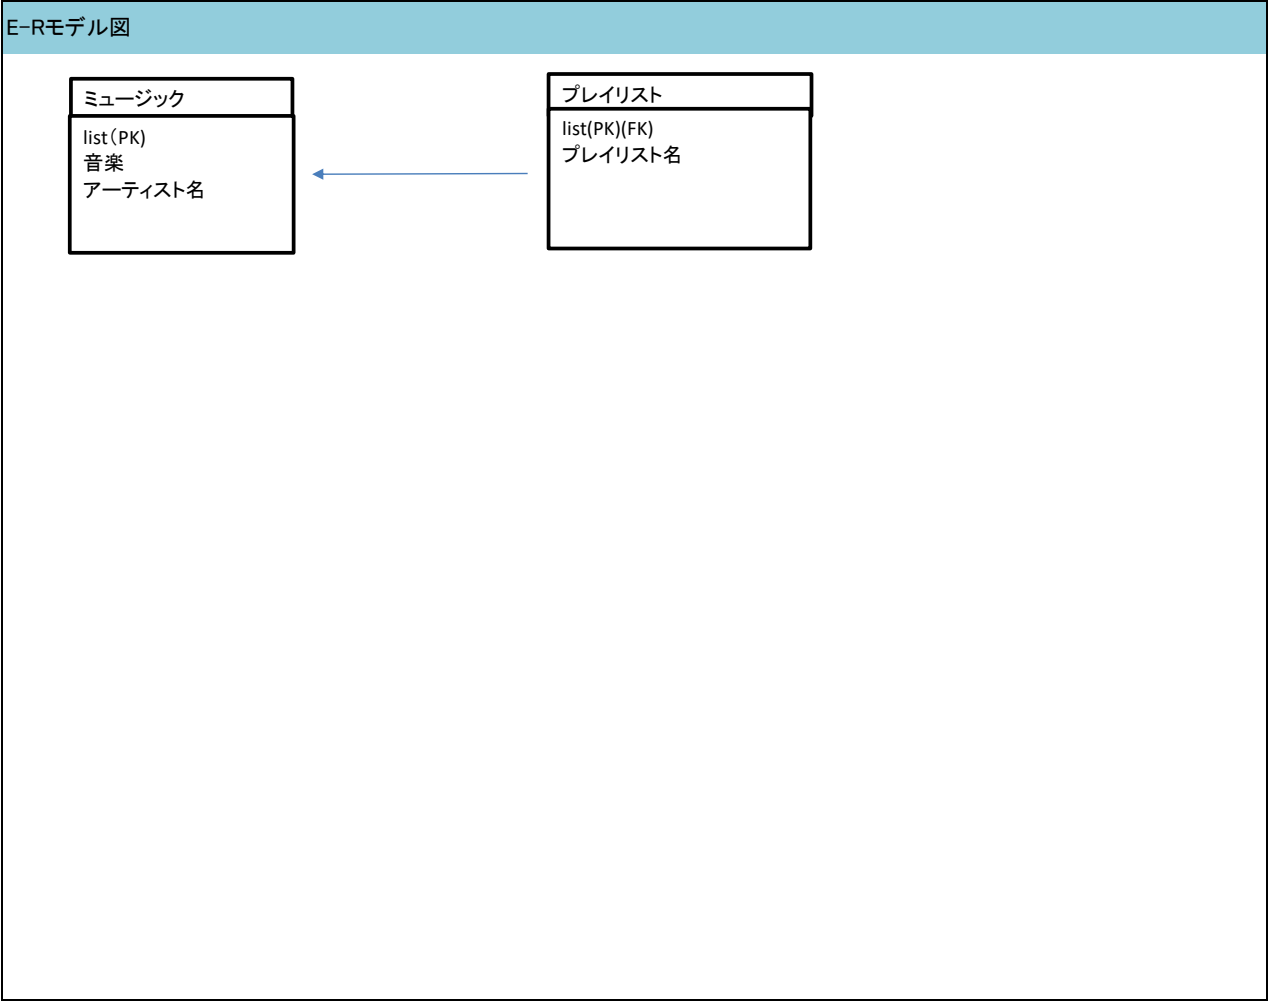 E-Rモデル図
ミュージック
list（PK)
音楽
アーティスト名
プレイリスト
list(PK)(FK)
プレイリスト名